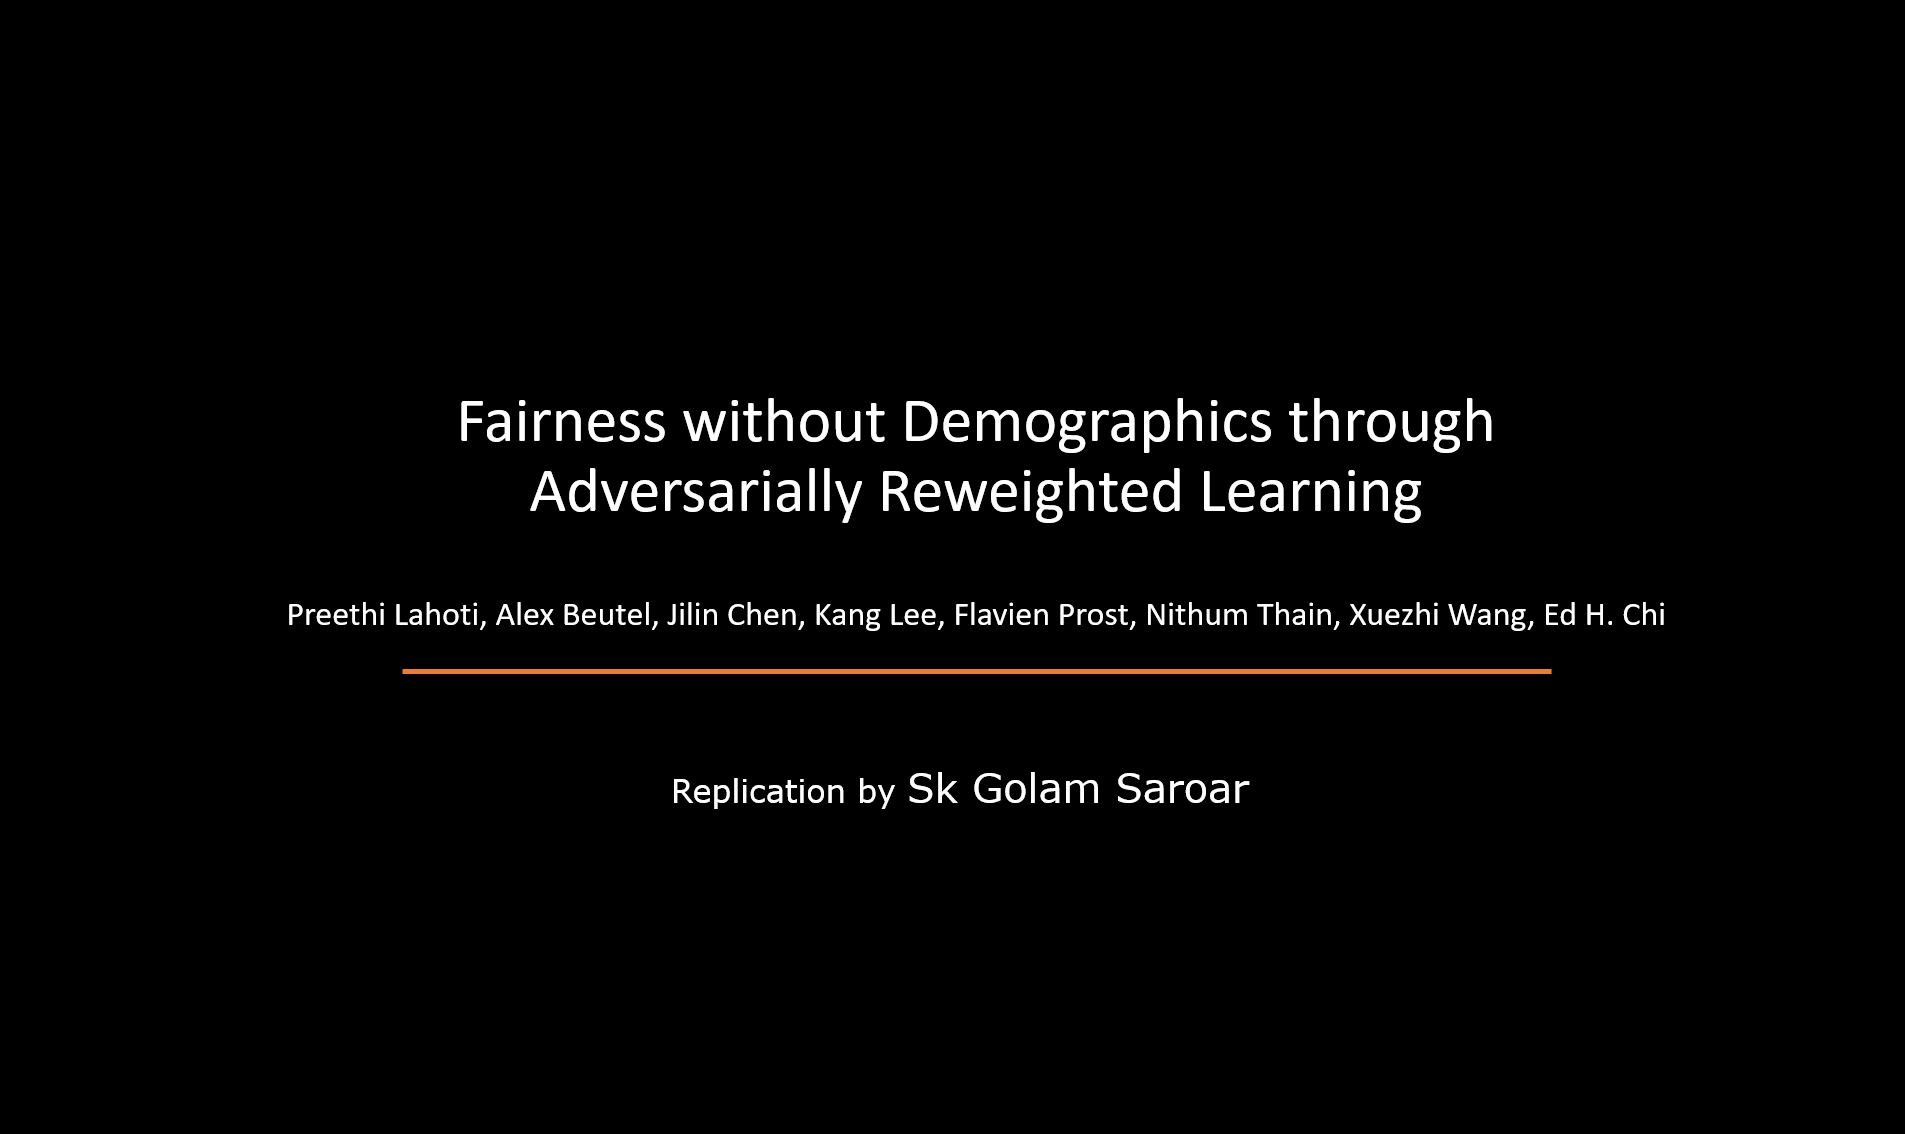 Fairness without Demographics through
Adversarially Reweighted Learning
Preethi Lahoti, Alex Beutel, Jilin Chen, Kang Lee, Flavien Prost, Nithum Thain, Xuezhi Wang, Ed H. Chi
Replication by Sk Golam Saroar